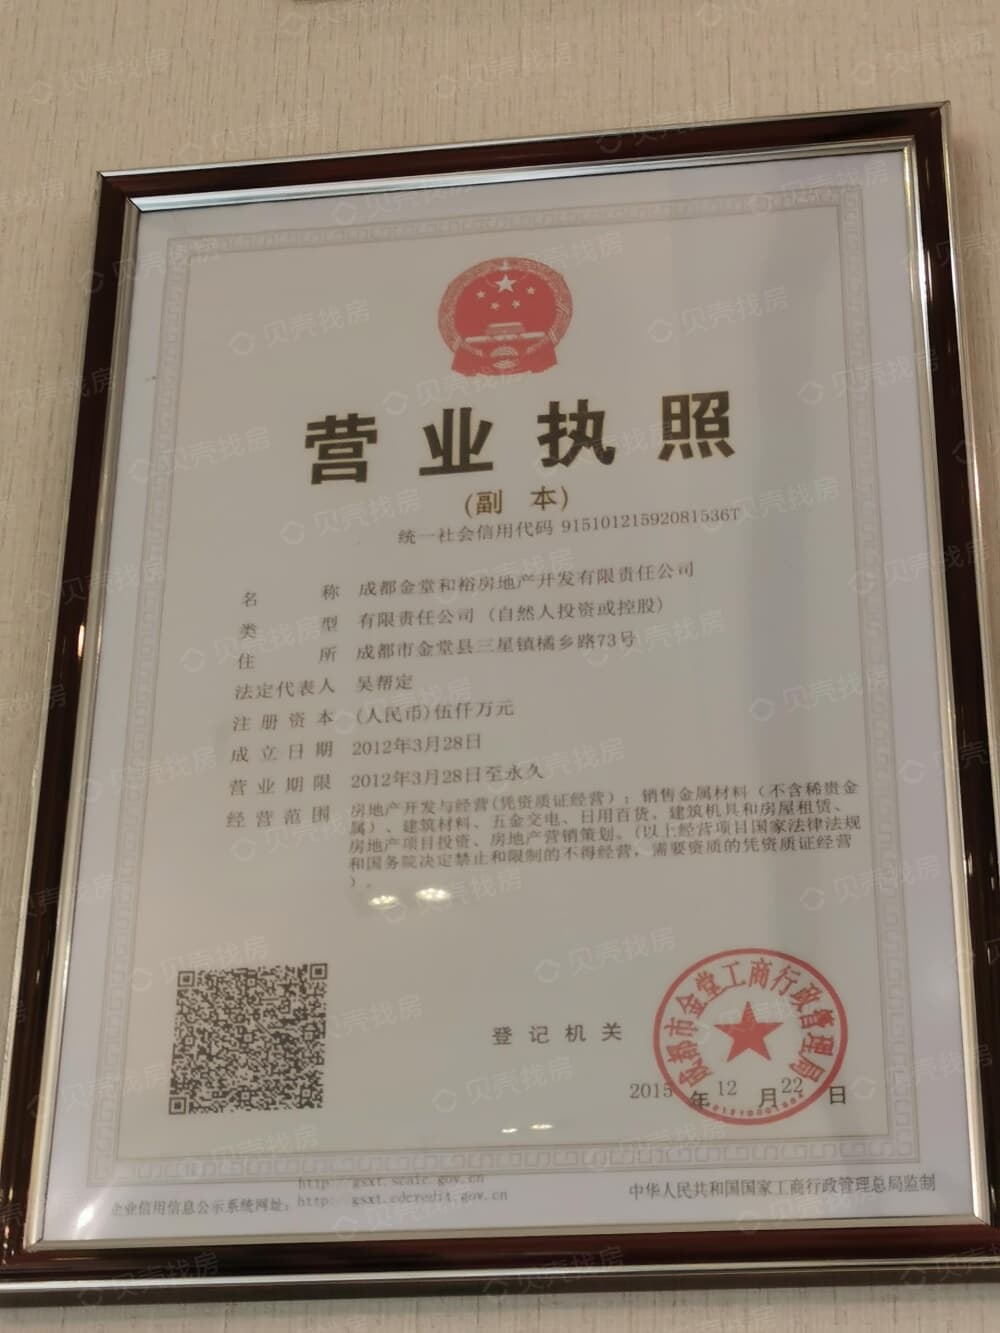 营业执照
(副 本)
统一社会信用代码 91510121592081536T
名 称 成都金堂和裕房地产开发有限责任公司
类 型 有限责任公司（自然人投资或控股）
住 所 成都市金堂县三星镇橘乡路73号
法定代表人 吴帮定
注册资本 (人民币)伍仟万元
成立日期 2012年3月28日
营业期限 2012年3月28日至永久
经营范围 房地产开发与经营(凭资质证经营)；销售金属材料（不含稀贵金
属）、建筑材料、五金交电、日用百货，建筑机具和房屋租赁、
房地产项目投资、房地产营销策划。(以上经营项目国家法律法规
和国务院决定禁止和限制的不得经营，需要资质的凭资质证经营
)。
登记机关
成都市金堂工商行政管理局
2015年12月22日
http://gsxt.scaic.gov.cn
企业信用信息公示系统网址：http://gsxt.cdcredit.gov.cn
中华人民共和国国家工商行政管理总局监制
贝壳找房